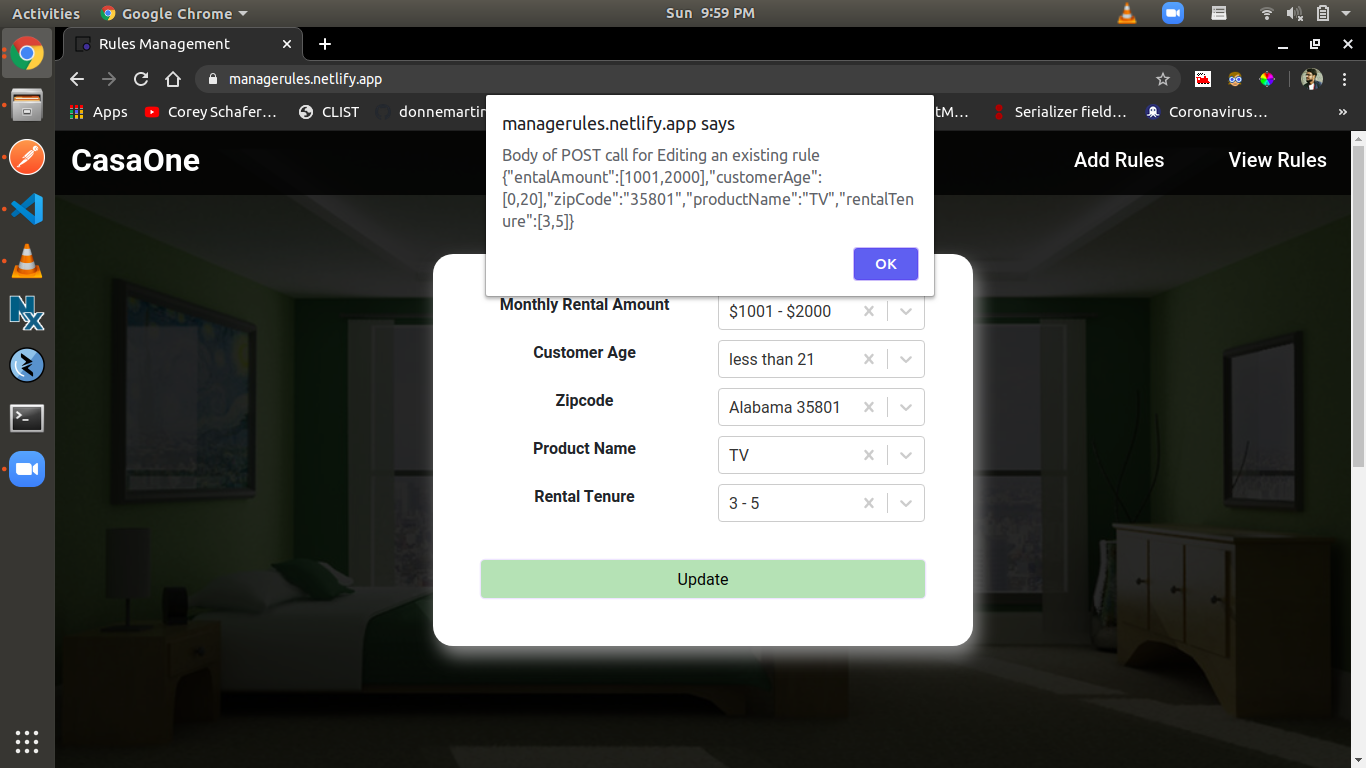 Activities Google Chrome Sun 9:59 PM
Rules Management
managerules.netlify.app
Apps Corey Schafer… CLIST donnemartin tM… Serializer field… Coronavirus… »
managerules.netlify.app says
Body of POST call for Editing an existing rule
{"entalAmount":[1001,2000],"customerAge":
[0,20],"zipCode":"35801","productName":"TV","rentalTen
ure":[3,5]}
OK
CasaOne Add Rules View Rules
Monthly Rental Amount $1001 - $2000
Customer Age less than 21
Zipcode Alabama 35801
Product Name TV
Rental Tenure 3 - 5
Update